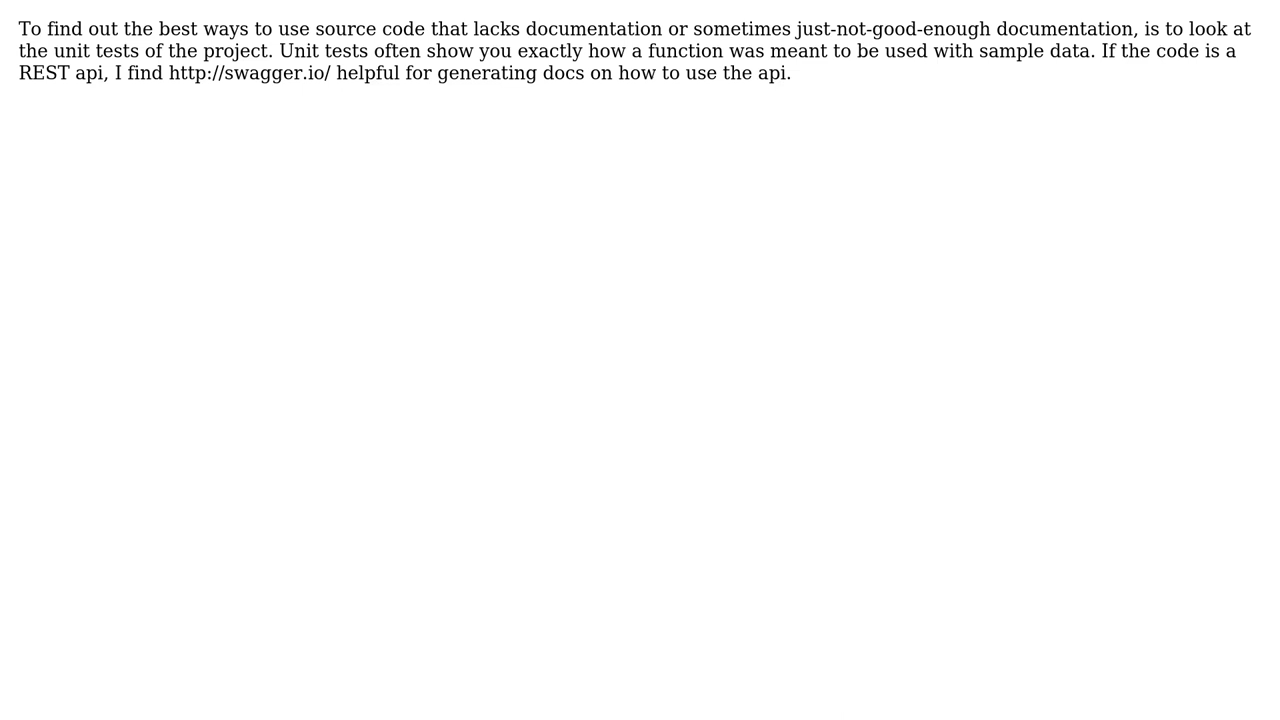 To find out the best ways to use source code that lacks documentation or sometimes just-not-good-enough documentation, is to look at
the unit tests of the project. Unit tests often show you exactly how a function was meant to be used with sample data. If the code is a
REST api, I find http://swagger.io/ helpful for generating docs on how to use the api.